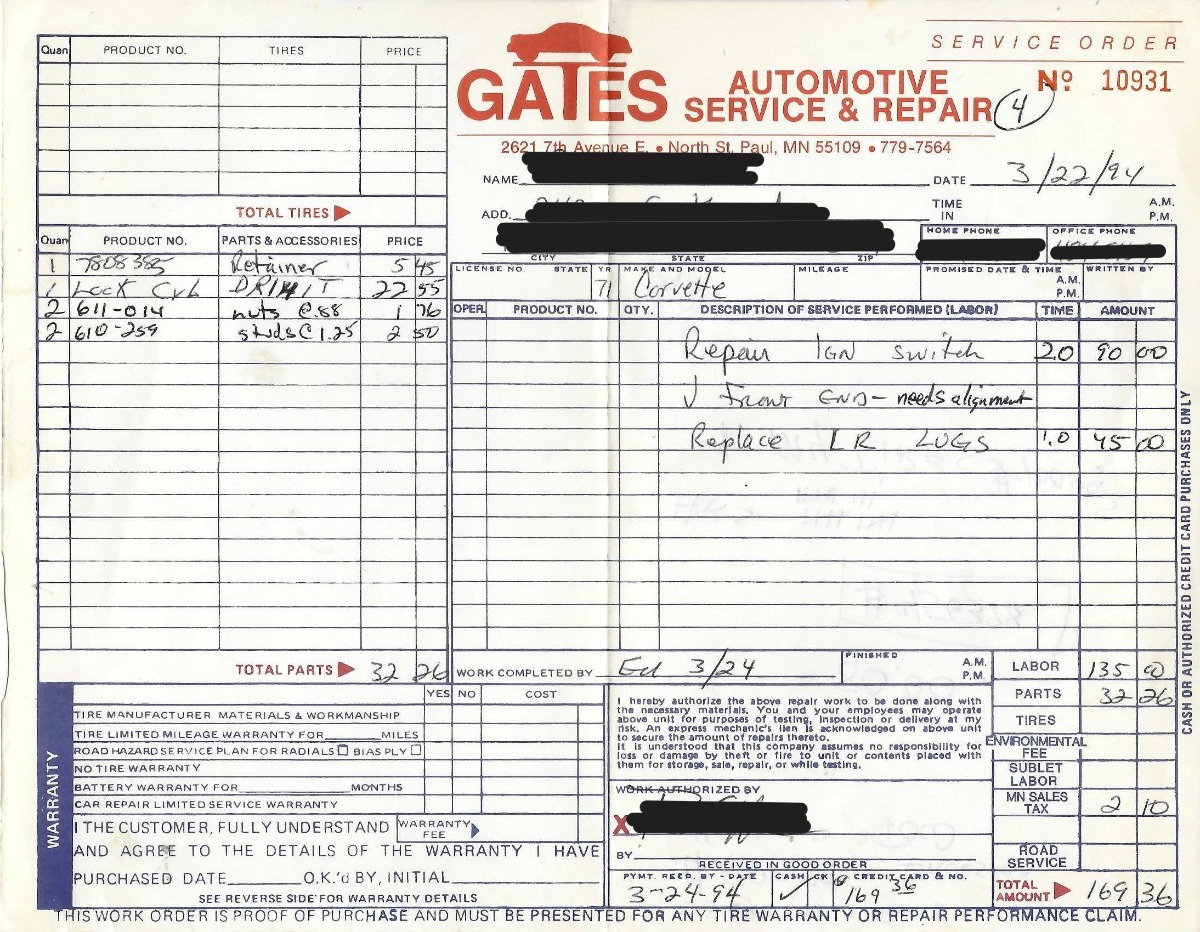 SERVICE ORDER
Nº 10931
GATES AUTOMOTIVE SERVICE & REPAIR
4
2621 7th Avenue E. • North St. Paul, MN 55109 • 779-7564
NAME
DATE 3/22/94
ADD.
TIME IN A.M. P.M.
CITY STATE ZIP
HOME PHONE OFFICE PHONE
LICENSE NO STATE YR MAKE AND MODEL MILEAGE PROMISED DATE & TIME A.M. P.M. WRITTEN BY
71 Corvette
Quan PRODUCT NO. TIRES PRICE
TOTAL TIRES
Quan PRODUCT NO. PARTS & ACCESSORIES PRICE
1 7808385 Retainer 5 45
1 Lock Cyl 22 55
2 611-014 nuts @.88 1 76
2 610-259 studs @ 1.25 2 50
TOTAL PARTS 32 26
OPER. PRODUCT NO. QTY. DESCRIPTION OF SERVICE PERFORMED (LABOR) TIME AMOUNT
Repair IGN switch 2.0 90 00
√ Front END - needs alignment
Replace LR LUGS 1.0 45 00
CASH OR AUTHORIZED CREDIT CARD PURCHASES ONLY
WORK COMPLETED BY Ed 3/24
FINISHED A.M. P.M.
LABOR 135 00
PARTS 32 26
TIRES
ENVIRONMENTAL FEE
SUBLET LABOR
MN SALES TAX 2 10
ROAD SERVICE
TOTAL AMOUNT 169 36
WARRANTY
YES NO COST
TIRE MANUFACTURER MATERIALS & WORKMANSHIP
TIRE LIMITED MILEAGE WARRANTY FOR MILES
ROAD HAZARD SERVICE PLAN FOR RADIALS BIAS PLY
NO TIRE WARRANTY
BATTERY WARRANTY FOR MONTHS
CAR REPAIR LIMITED SERVICE WARRANTY
I THE CUSTOMER, FULLY UNDERSTAND WARRANTY FEE
AND AGREE TO THE DETAILS OF THE WARRANTY I HAVE
PURCHASED DATE O.K.'d BY, INITIAL
SEE REVERSE SIDE FOR WARRANTY DETAILS
I hereby authorize the above repair work to be done along with
the necessary materials. You and your employees may operate
above unit for purposes of testing, inspection or delivery at my
risk. An express mechanic's lien is acknowledged on above unit
to secure the amount of repairs thereto.
It is understood that this company assumes no responsibility for
loss or damage by theft or fire to unit or contents placed with
them for storage, sale, repair, or while testing.
WORK AUTHORIZED BY
X
BY
RECEIVED IN GOOD ORDER
PYMT. RECD. BY - DATE CASH CK CREDIT CARD & NO.
3-24-94 ✓ 169 36
THIS WORK ORDER IS PROOF OF PURCHASE AND MUST BE PRESENTED FOR ANY TIRE WARRANTY OR REPAIR PERFORMANCE CLAIM.